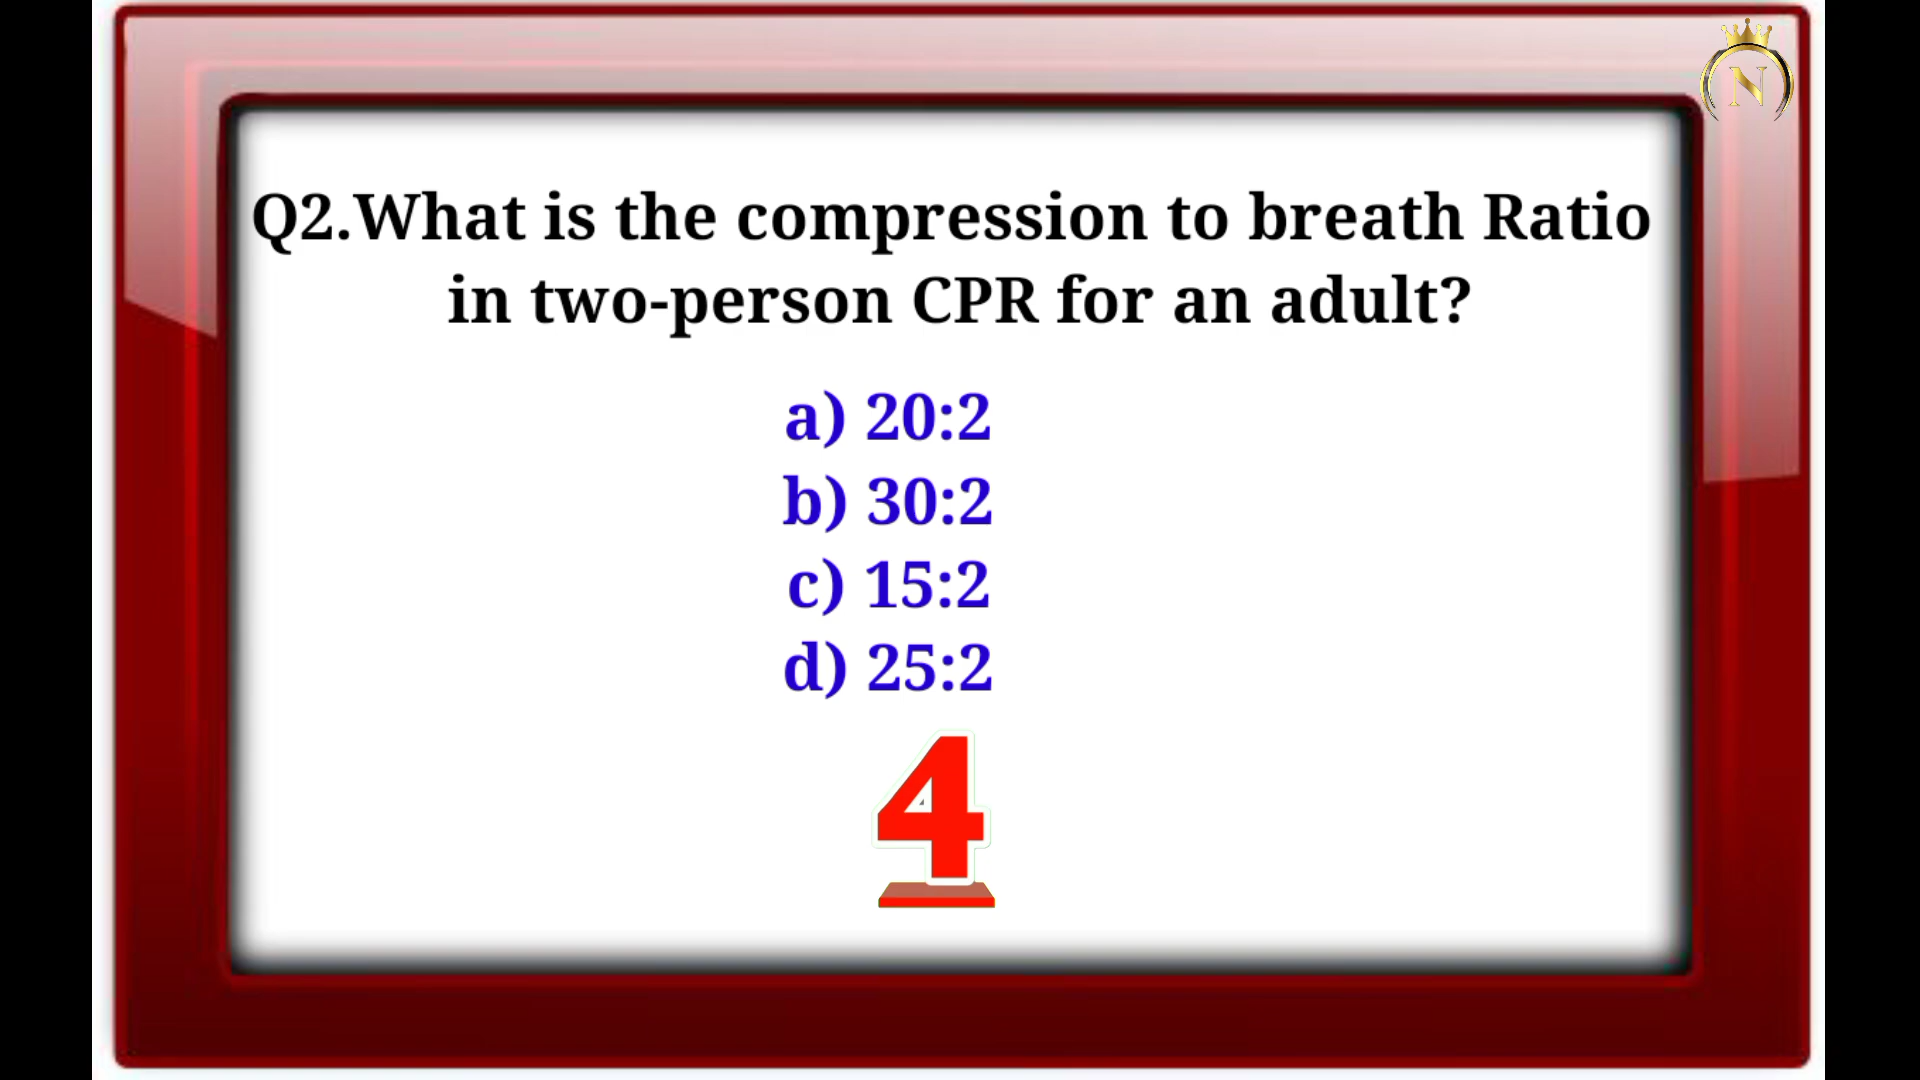 N
Q2.What is the compression to breath Ratio
in two-person CPR for an adult?
a) 20:2
b) 30:2
c) 15:2
d) 25:2
4